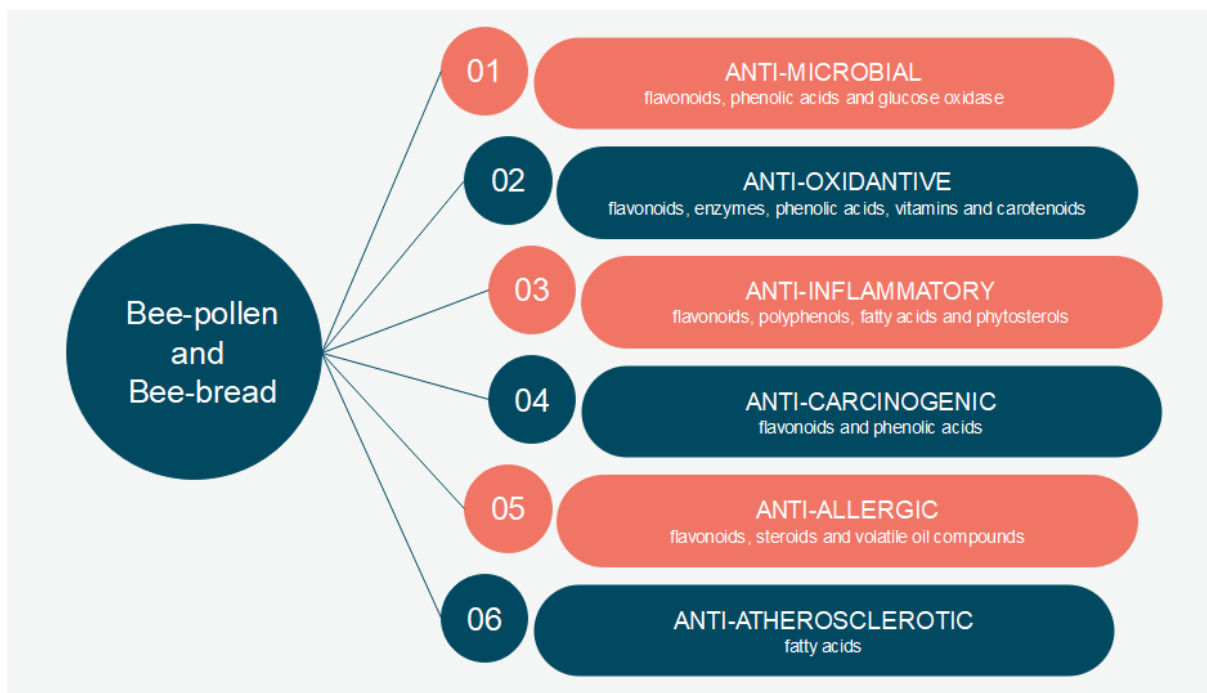 Bee-pollen
and
Bee-bread
01
ANTI-MICROBIAL
flavonoids, phenolic acids and glucose oxidase
02
ANTI-OXIDANTIVE
flavonoids, enzymes, phenolic acids, vitamins and carotenoids
03
ANTI-INFLAMMATORY
flavonoids, polyphenols, fatty acids and phytosterols
04
ANTI-CARCINOGENIC
flavonoids and phenolic acids
05
ANTI-ALLERGIC
flavonoids, steroids and volatile oil compounds
06
ANTI-ATHEROSCLEROTIC
fatty acids